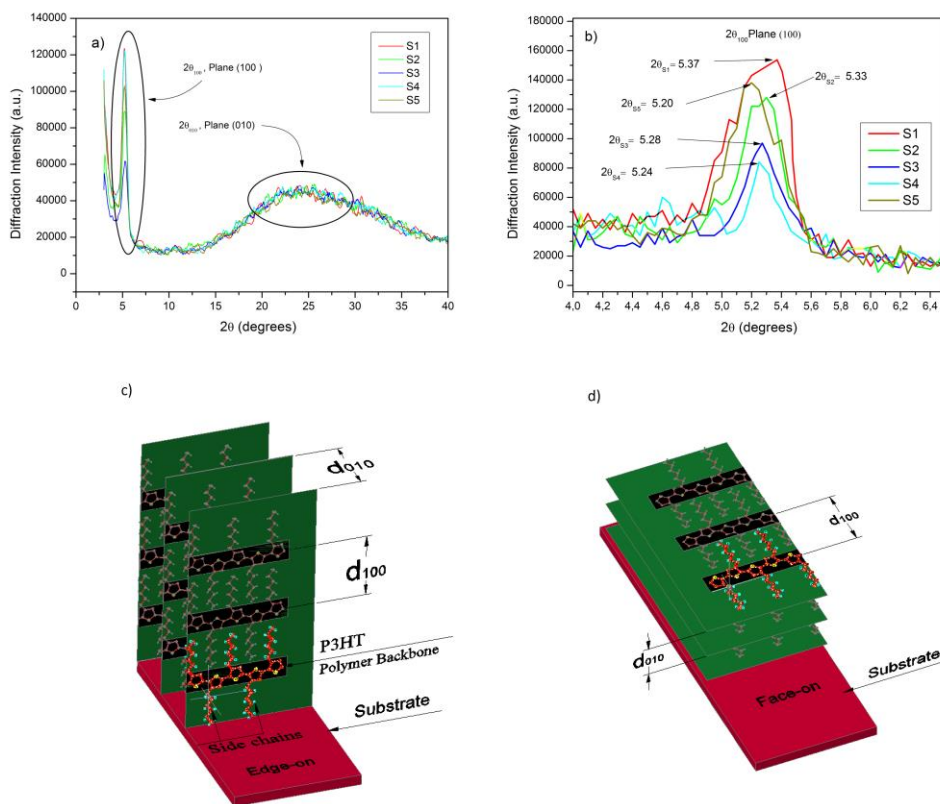 a)
2θ100 , Plane (100 )
2θ010 , Plane (010)
S1
S2
S3
S4
S5
Diffraction Intensity (a.u.)
140000
120000
100000
80000
60000
40000
20000
0
0 5 10 15 20 25 30 35 40
2θ (degrees)
b)
2θ100 Plane (100)
2θS1= 5.37
2θS2= 5.33
2θS5= 5.20
2θS3= 5.28
2θS4= 5.24
S1
S2
S3
S4
S5
Diffraction Intensity (a.u.)
180000
160000
140000
120000
100000
80000
60000
40000
20000
0
4,0 4,2 4,4 4,6 4,8 5,0 5,2 5,4 5,6 5,8 6,0 6,2 6,4
2θ (degrees)
c)
d010
d100
P3HT
Polymer Backbone
Substrate
Side chains
Edge-on
d)
d100
d010
Substrate
Face-on